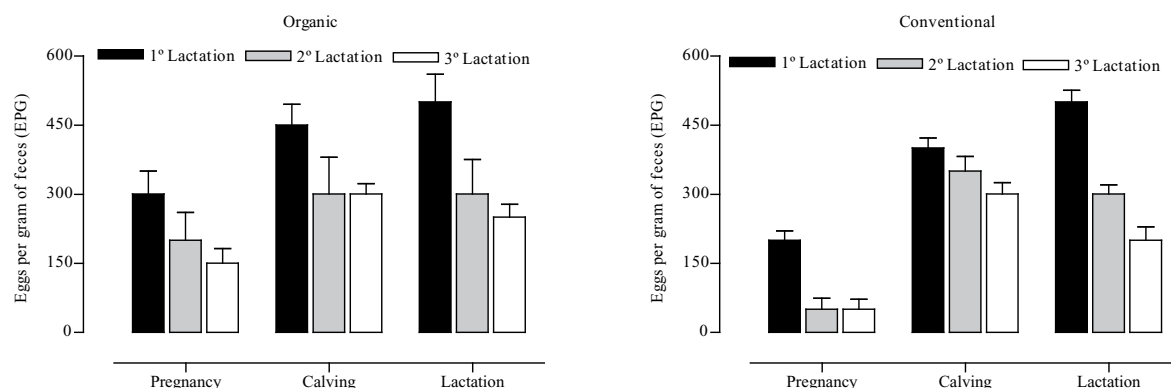 Organic
1º Lactation 2º Lactation 3º Lactation
Eggs per gram of feces (EPG)
600
450
300
150
0
Pregnancy Calving Lactation
Conventional
1º Lactation 2º Lactation 3º Lactation
Eggs per gram of feces (EPG)
600
450
300
150
0
Pregnancy Calving Lactation